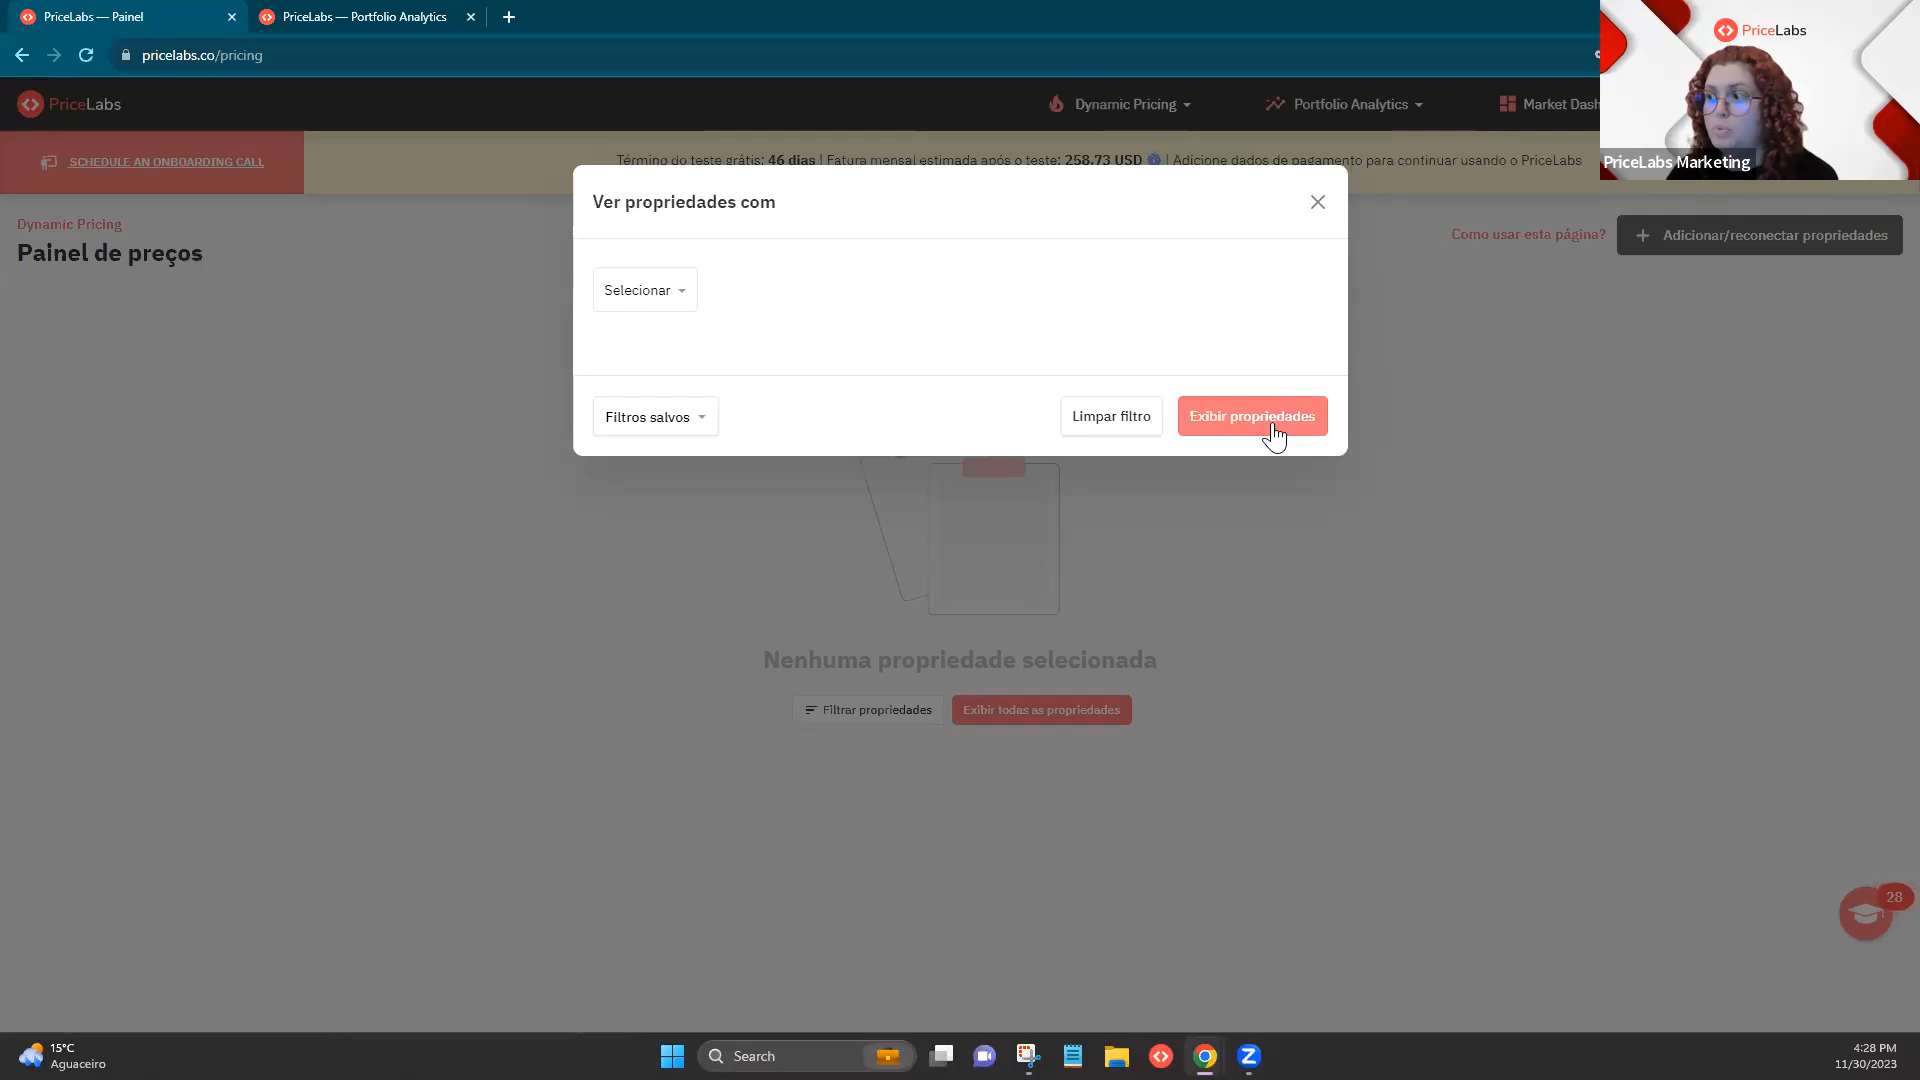 PriceLabs — Painel
PriceLabs — Portfolio Analytics
pricelabs.co/pricing
PriceLabs
PriceLabs
Dynamic Pricing
Portfolio Analytics
Market Dash
PriceLabs Marketing
SCHEDULE AN ONBOARDING CALL
Término do teste grátis: 46 dias | Fatura mensal estimada após o teste: 258.73 USD | Adicione dados de pagamento para continuar usando o PriceLabs
Ver propriedades com
Dynamic Pricing
Painel de preços
Como usar esta página?
+ Adicionar/reconectar propriedades
Selecionar
Filtros salvos
Limpar filtro
Exibir propriedades
Nenhuma propriedade selecionada
Filtrar propriedades
Exibir todas as propriedades
28
15°C
Aguaceiro
Search
4:28 PM
11/30/2023